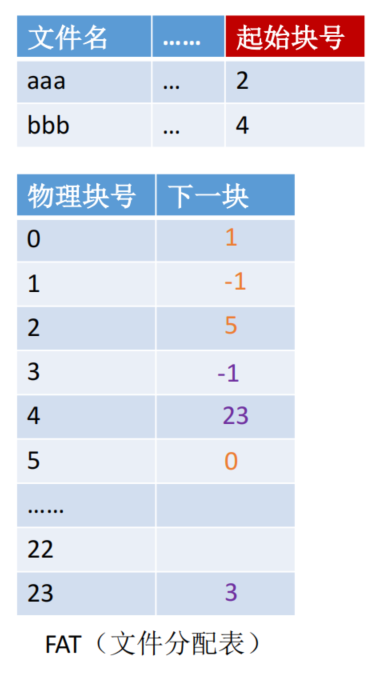 文件名 …… 起始块号
aaa ... 2
bbb ... 4
物理块号 下一块
0 1
1 -1
2 5
3 -1
4 23
5 0
……
22
23 3
FAT（文件分配表）